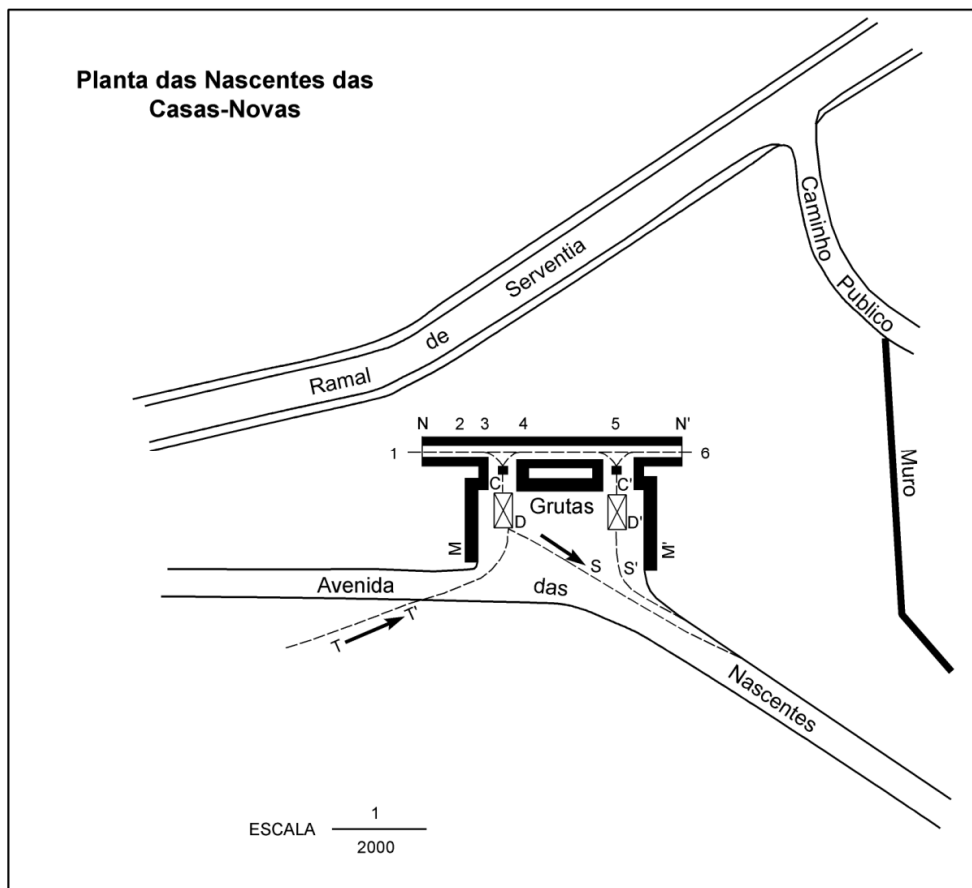 Planta das Nascentes das
Casas-Novas
Ramal de Serventia
Caminho Publico
N 2 3 4 5 N'
1 6
C C'
Grutas
D D'
M M'
S S'
Muro
Avenida das Nascentes
T T'
ESCALA 1
2000